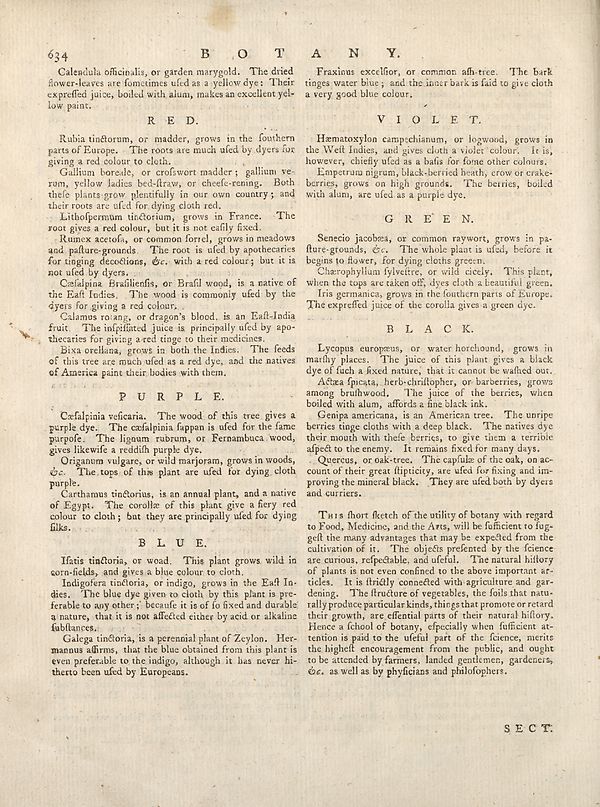 634 B O T A N Y.
Calendula officinalis, or garden marygold. The dried
flower-leaves are ſometimes uſed as a yellow dye: Their
expreſſed juice, boiled with alum, makes an excellent yel-
low paint.
R E D.
Rubia tinctorum, or madder, grows in the ſouthern
parts of Europe. The roots are much uſed by dyers for
giving a red colour to cloth.
Gallium boreale, or croſswort madder; gallium ve-
rum, yellow ladies bed-ſtraw, or cheeſe-rening. Both
theſe plants grow plentifully in our own country; and
their roots are uſed for dying cloth red.
Lithoſpermum tinctorium, grows in France. The
root gives a red colour, but it is not eaſily fixed.
Rumex acetoſa, or common ſorrel, grows in meadows
and paſture-grounds. The root is uſed by apothecaries
for tinging decoctions, &c. with a red colour; but it is
not uſed by dyers.
Cæſalpina Braſilienſis, or Braſil wood, is a native of
the Eaſt Indies. The wood is commonly uſed by the
dyers for giving a red colour.
Calamus rotang, or dragon's blood, is an Eaſt-India
fruit. The inſpiſſated juice is principally uſed by apo-
thecaries for giving a red tinge to their medicines.
Bixa orellana, grows in both the Indies. The ſeeds
of this tree are much uſed as a red dye, and the natives
of America paint their bodies with them.
P U R P L E.
Cæſalpinia veſicaria. The wood of this tree gives a
purple dye. The cæſalpinia ſappan is uſed for the ſame
purpoſe. The lignum rubrum, or Fernambuca wood,
gives likewiſe a reddiſh purple dye.
Origanum vulgare, or wild marjoram, grows in woods,
&c. The tops of this plant are uſed for dying cloth
purple.
Carthamus tinctorius, is an annual plant, and a native
of Egypt. The corollæ of this plant give a fiery red
colour to cloth; but they are principally uſed for dying
ſilks.
B L U E.
Iſatis tinctoria, or woad. This plant grows wild in
corn-fields, and gives a blue colour to cloth.
Indigofera tinctoria, or indigo, grows in the Eaſt In-
dies. The blue dye given to cloth by this plant is pre-
ferable to any other; becauſe it is of ſo fixed and durable
a nature, that it is not affected either by acid or alkaline
ſubſtances.
Galega tinctoria, is a perennial plant of Zeylon. Her-
mannus affirms, that the blue obtained from this plant is
even preferable to the indigo, although it has never hi-
therto been uſed by Europeans.
Fraxinus excelſior, or common aſh-tree. The bark
tinges water blue; and the inner bark is ſaid to give cloth
a very good blue colour.
V I O L E T.
Hæmatoxylon campechianum, or logwood, grows in
the Weſt Indies, and gives cloth a violet colour. It is,
however, chiefly uſed as a baſis for ſome other colours.
Empetrum nigrum, black-berried heath, crow or crake-
berries, grows on high grounds. The berries, boiled
with alum, are uſed as a purple dye.
G R E E N.
Senecio jacobæa, or common raywort, grows in pa-
ſture-grounds, &c. The whole plant is uſed, before it
begins to flower, for dying cloths green.
Chærophyllum ſylveſtre, or wild cicely. This plant,
when the tops are taken off, dyes cloth a beautiful green.
Iris germanica, grows in the ſouthern parts of Europe.
The expreſſed juice of the corolla gives a green dye.
B L A C K.
Lycopus europæus, or water horehound, grows in
marſhy places. The juice of this plant gives a black
dye of ſuch a fixed nature, that it cannot be waſhed out.
Actæa ſpicata, herb-chriſtopher, or barberries, grows
among bruſhwood. The juice of the berries, when
boiled with alum, affords a fine black ink.
Genipa americana, is an American tree. The unripe
berries tinge cloths with a deep black. The natives dye
their mouth with theſe berries, to give them a terrible
aſpect to the enemy. It remains fixed for many days.
Quercus, or oak-tree. The capſulæ of the oak, on ac-
count of their great ſtipticity, are uſed for fixing and im-
proving the mineral black. They are uſed both by dyers
and curriers.
THIS ſhort ſketch of the utility of botany with regard
to Food, Medicine, and the Arts, will be ſufficient to ſug-
geſt the many advantages that may be expected from the
cultivation of it. The objects preſented by the ſcience
are curious, reſpectable, and uſeful. The natural hiſtory
of plants is not even confined to the above important ar-
ticles. It is ſtrictly connected with agriculture and gar-
dening. The ſtructure of vegetables, the ſoils that natu-
rally produce particular kinds, things that promote or retard
their growth, are eſſential parts of their natural hiſtory.
Hence a ſchool of botany, eſpecially when ſufficient at-
tention is paid to the uſeful part of the ſcience, merits
the higheſt encouragement from the public, and ought
to be attended by farmers, landed gentlemen, gardeners,
&c. as well as by phyſicians and philoſophers.
S E C T.